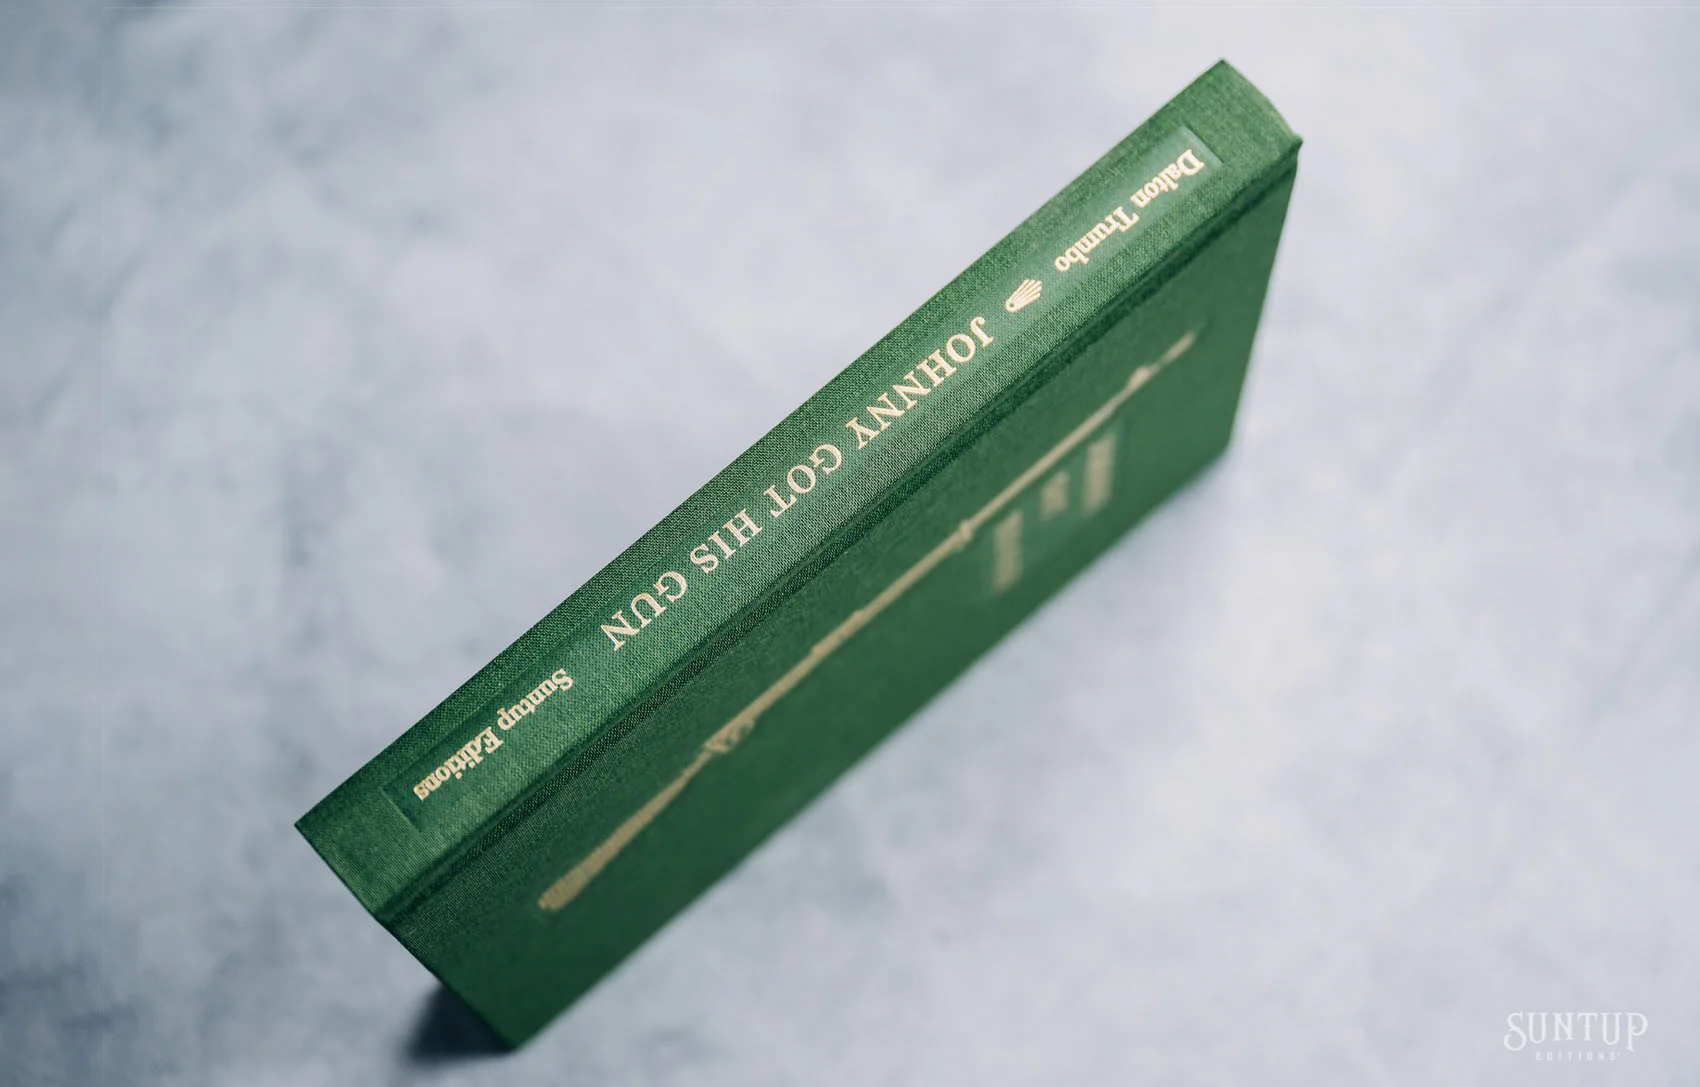 Dalton Trumbo
JOHNNY GOT HIS GUN
Suntup Editions
SUNTUP
EDITIONS